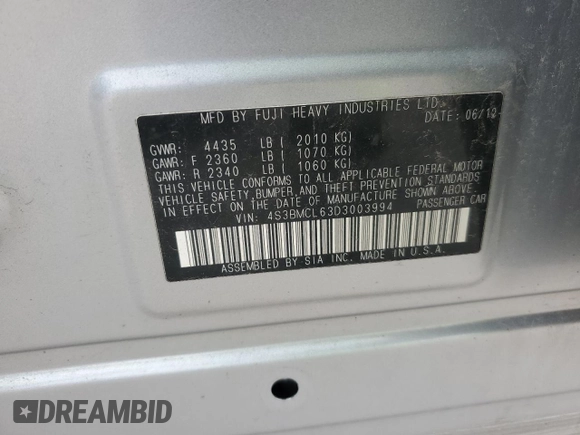 MFD BY FUJI HEAVY INDUSTRIES LTD.
DATE: 06/12
GVWR: 4435 LB ( 2010 KG)
GAWR: F 2360 LB ( 1070 KG)
GAWR: R 2340 LB ( 1060 KG)
THIS VEHICLE CONFORMS TO ALL APPLICABLE FEDERAL MOTOR
VEHICLE SAFETY,BUMPER,AND THEFT PREVENTION STANDARDS
IN EFFECT ON THE DATE OF MANUFACTURE SHOWN ABOVE.
VIN: 4S3BMCL63D3003994 PASSENGER CAR
ASSEMBLED BY SIA INC. MADE IN U.S.A.
DREAMBID